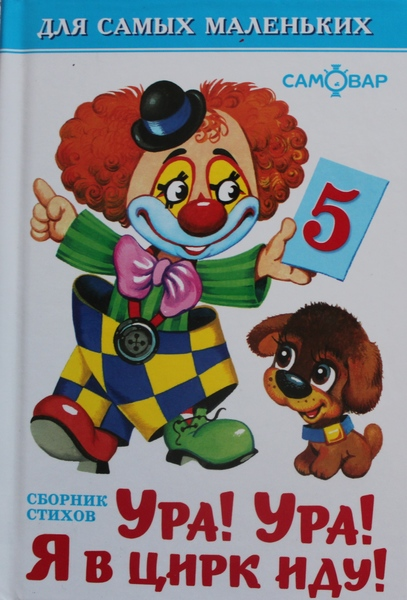 ДЛЯ САМЫХ МАЛЕНЬКИХ
САМОВАР
5
СБОРНИК
СТИХОВ
УРА! УРА!
Я В ЦИРК ИДУ!